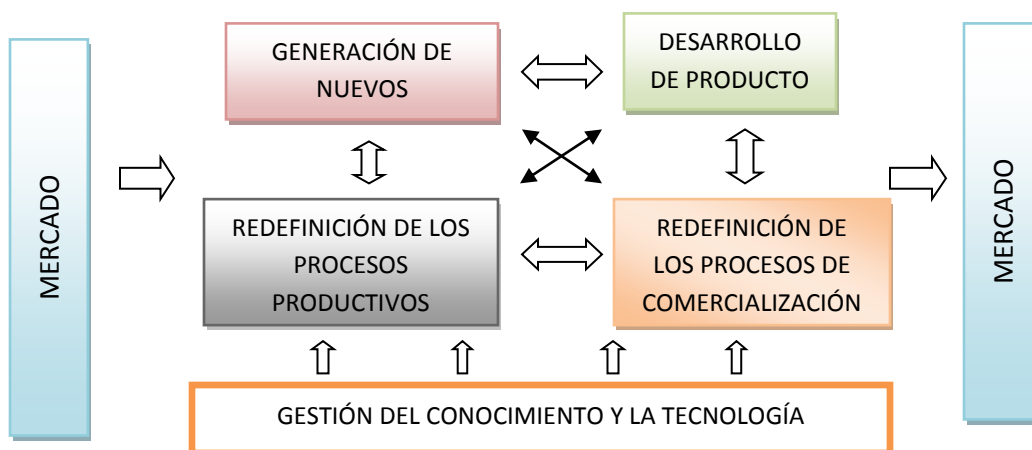 MERCADO
GENERACIÓN DE
NUEVOS
DESARROLLO
DE PRODUCTO
REDEFINICIÓN DE LOS
PROCESOS
PRODUCTIVOS
REDEFINICIÓN DE
LOS PROCESOS DE
COMERCIALIZACIÓN
GESTIÓN DEL CONOCIMIENTO Y LA TECNOLOGÍA
MERCADO